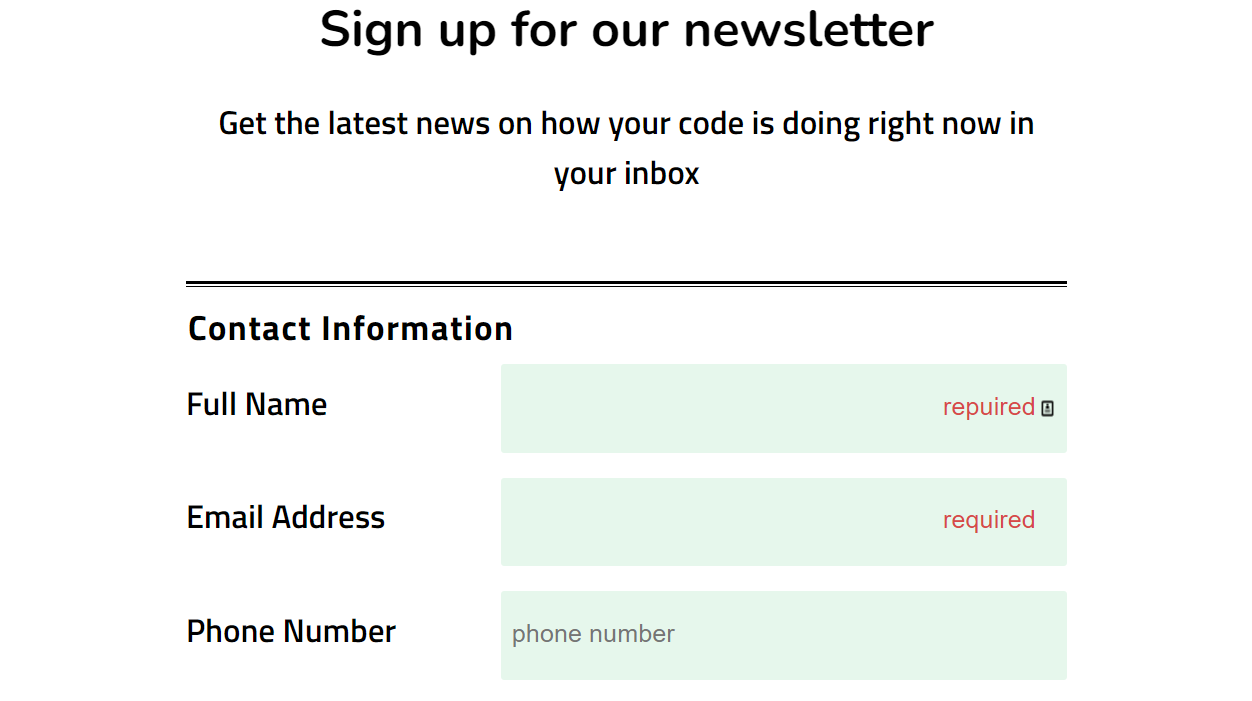 Sign up for our newsletter
Get the latest news on how your code is doing right now in
your inbox
Contact Information
Full Name repuired
Email Address required
Phone Number phone number